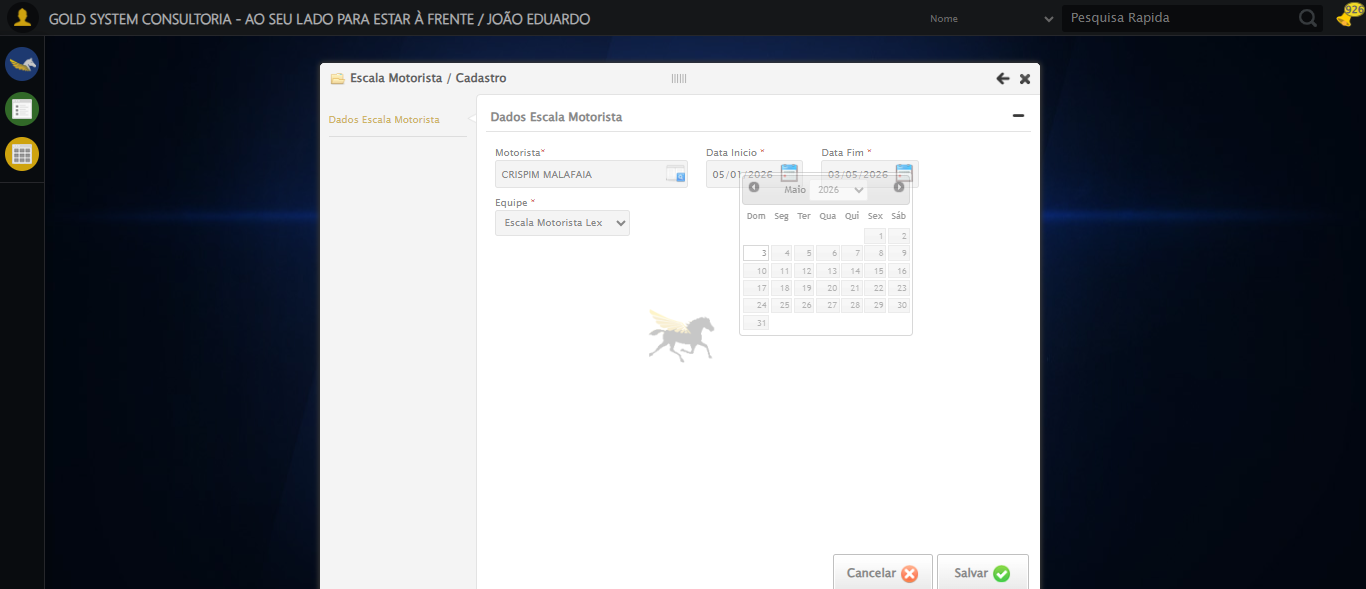 GOLD SYSTEM CONSULTORIA - AO SEU LADO PARA ESTAR À FRENTE / JOÃO EDUARDO
Nome
Pesquisa Rapida
926
Escala Motorista / Cadastro
Dados Escala Motorista
Dados Escala Motorista
Motorista*
Data Inicio *
Data Fim *
CRISPIM MALAFAIA
05/01/2026
03/05/2026
Maio 2026
Equipe *
Escala Motorista Lex
Dom Seg Ter Qua Qui Sex Sáb
1 2
3 4 5 6 7 8 9
10 11 12 13 14 15 16
17 18 19 20 21 22 23
24 25 26 27 28 29 30
31
Cancelar
Salvar